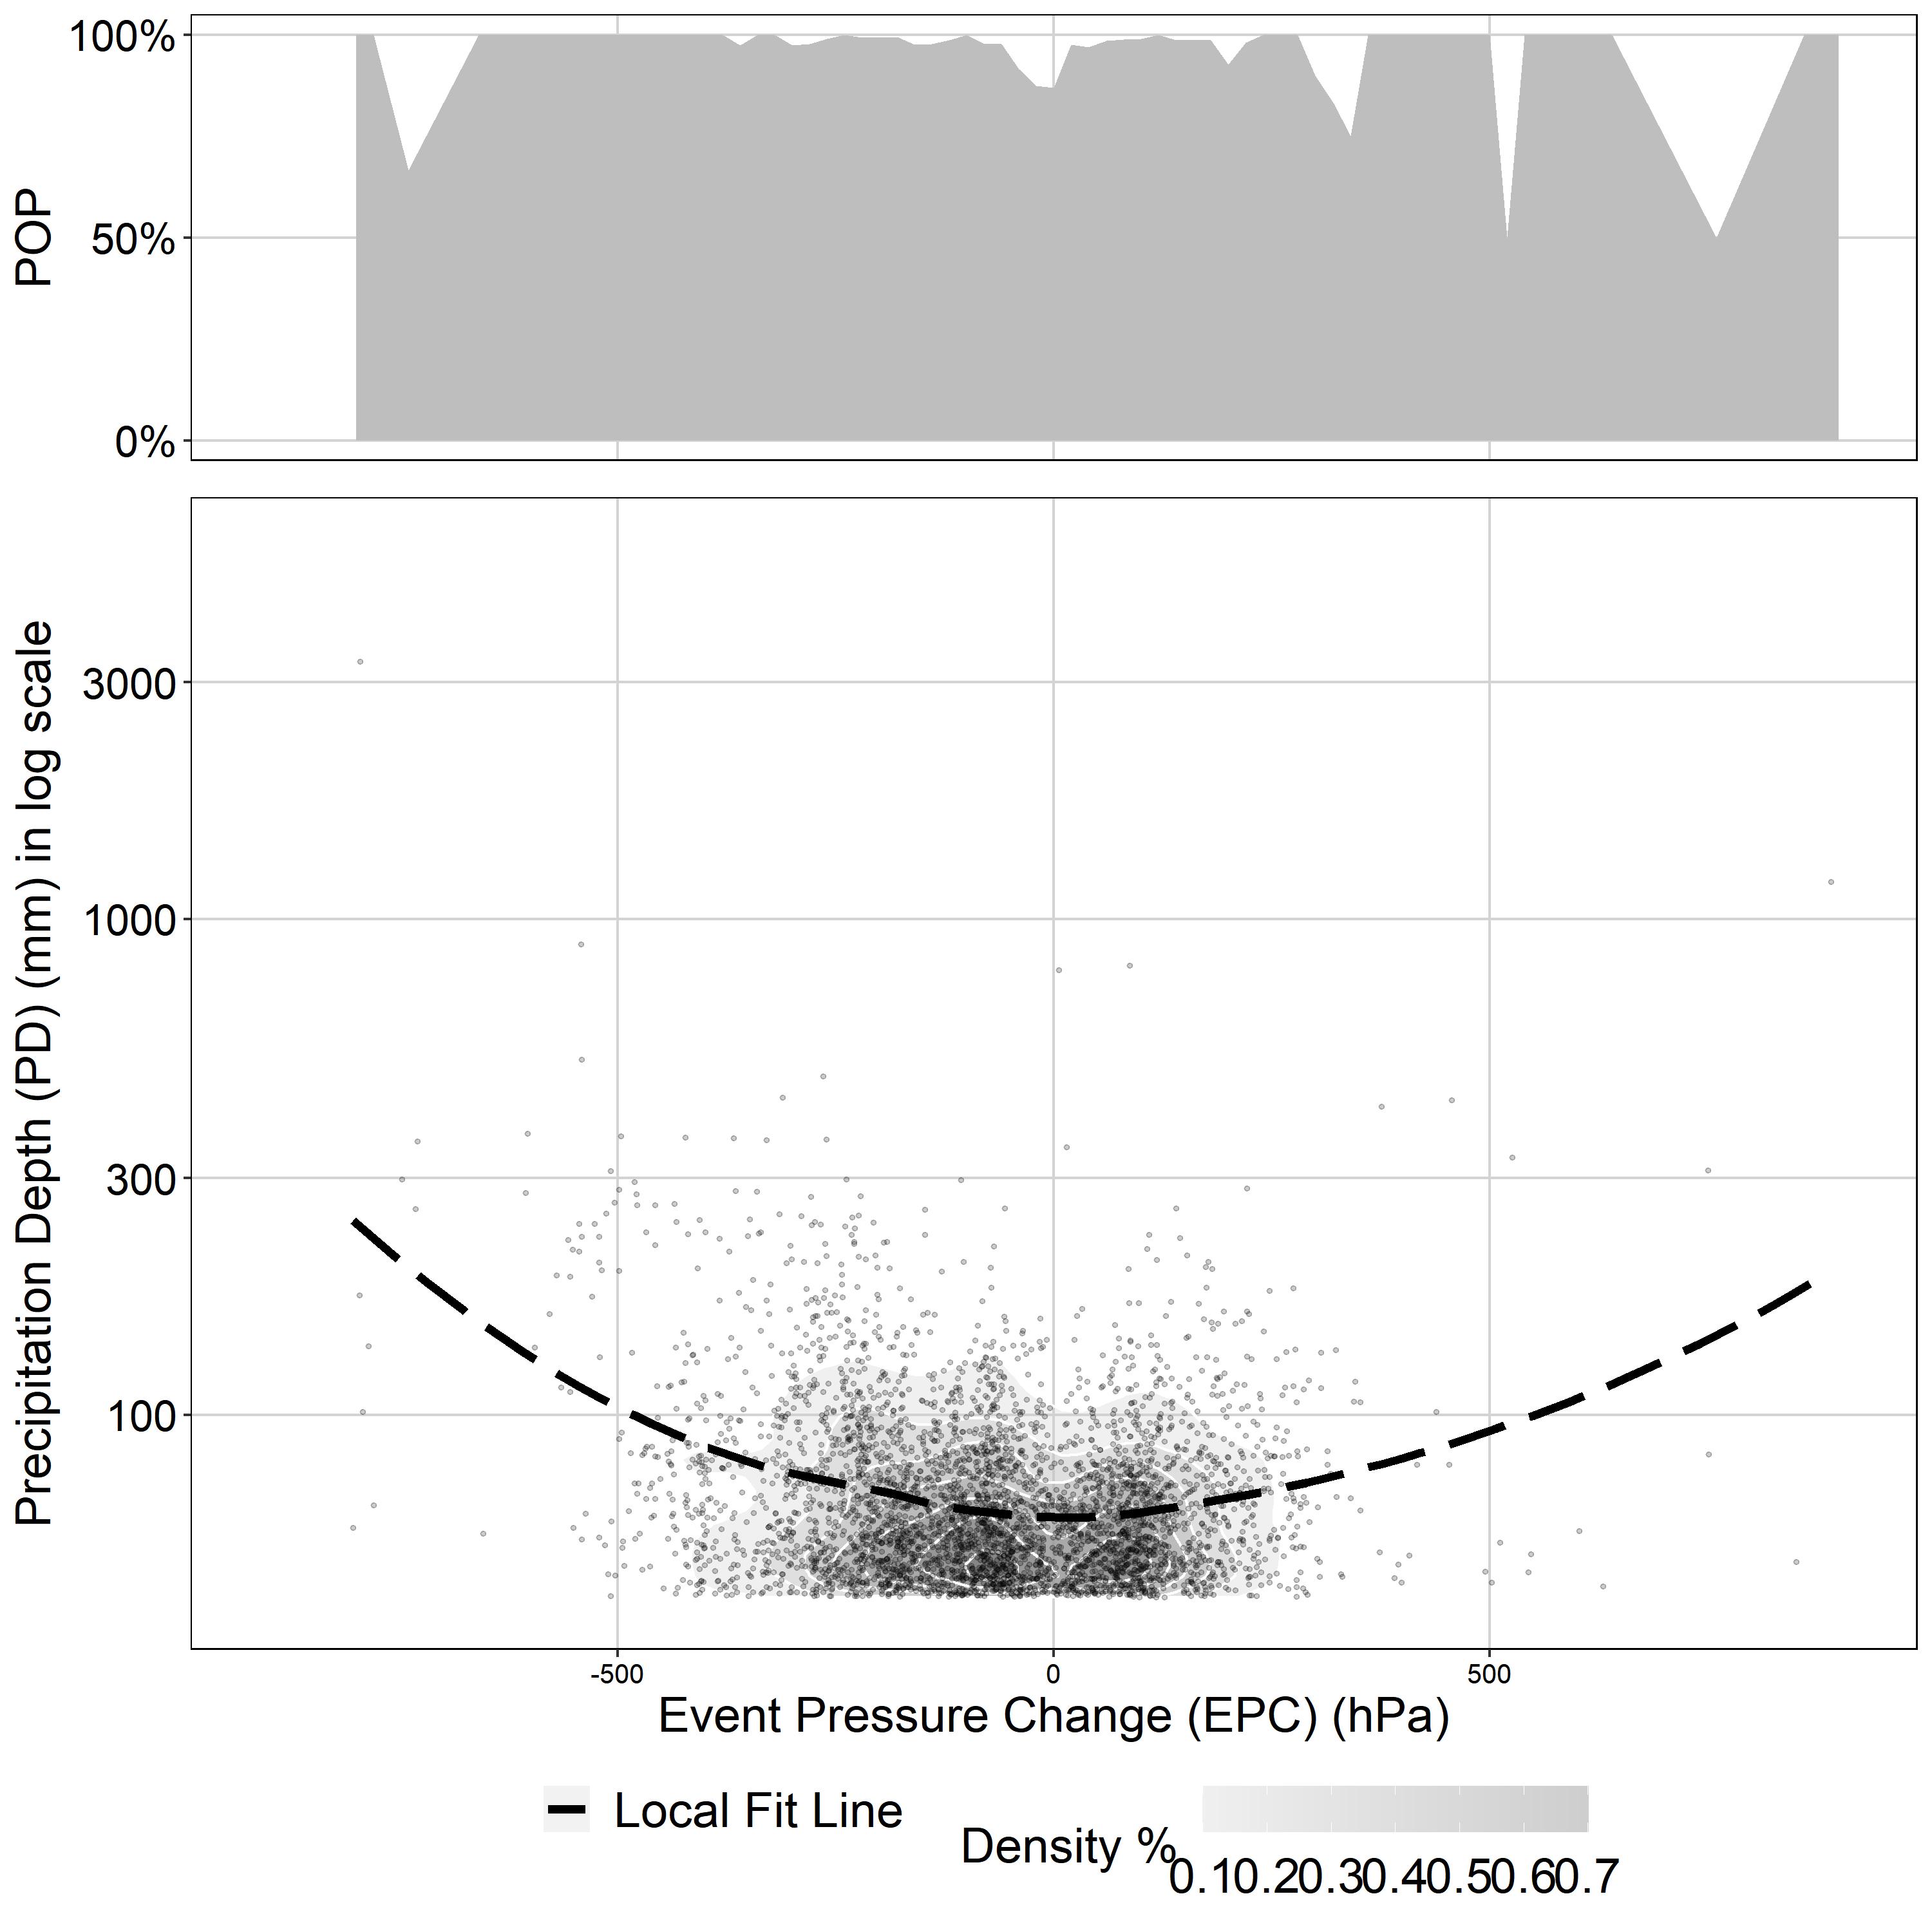 100%
50%
0%
POP
3000
1000
300
100
Precipitation Depth (PD) (mm) in log scale
-500 0 500
Event Pressure Change (EPC) (hPa)
Local Fit Line
Density %
0.10.20.30.40.50.60.7